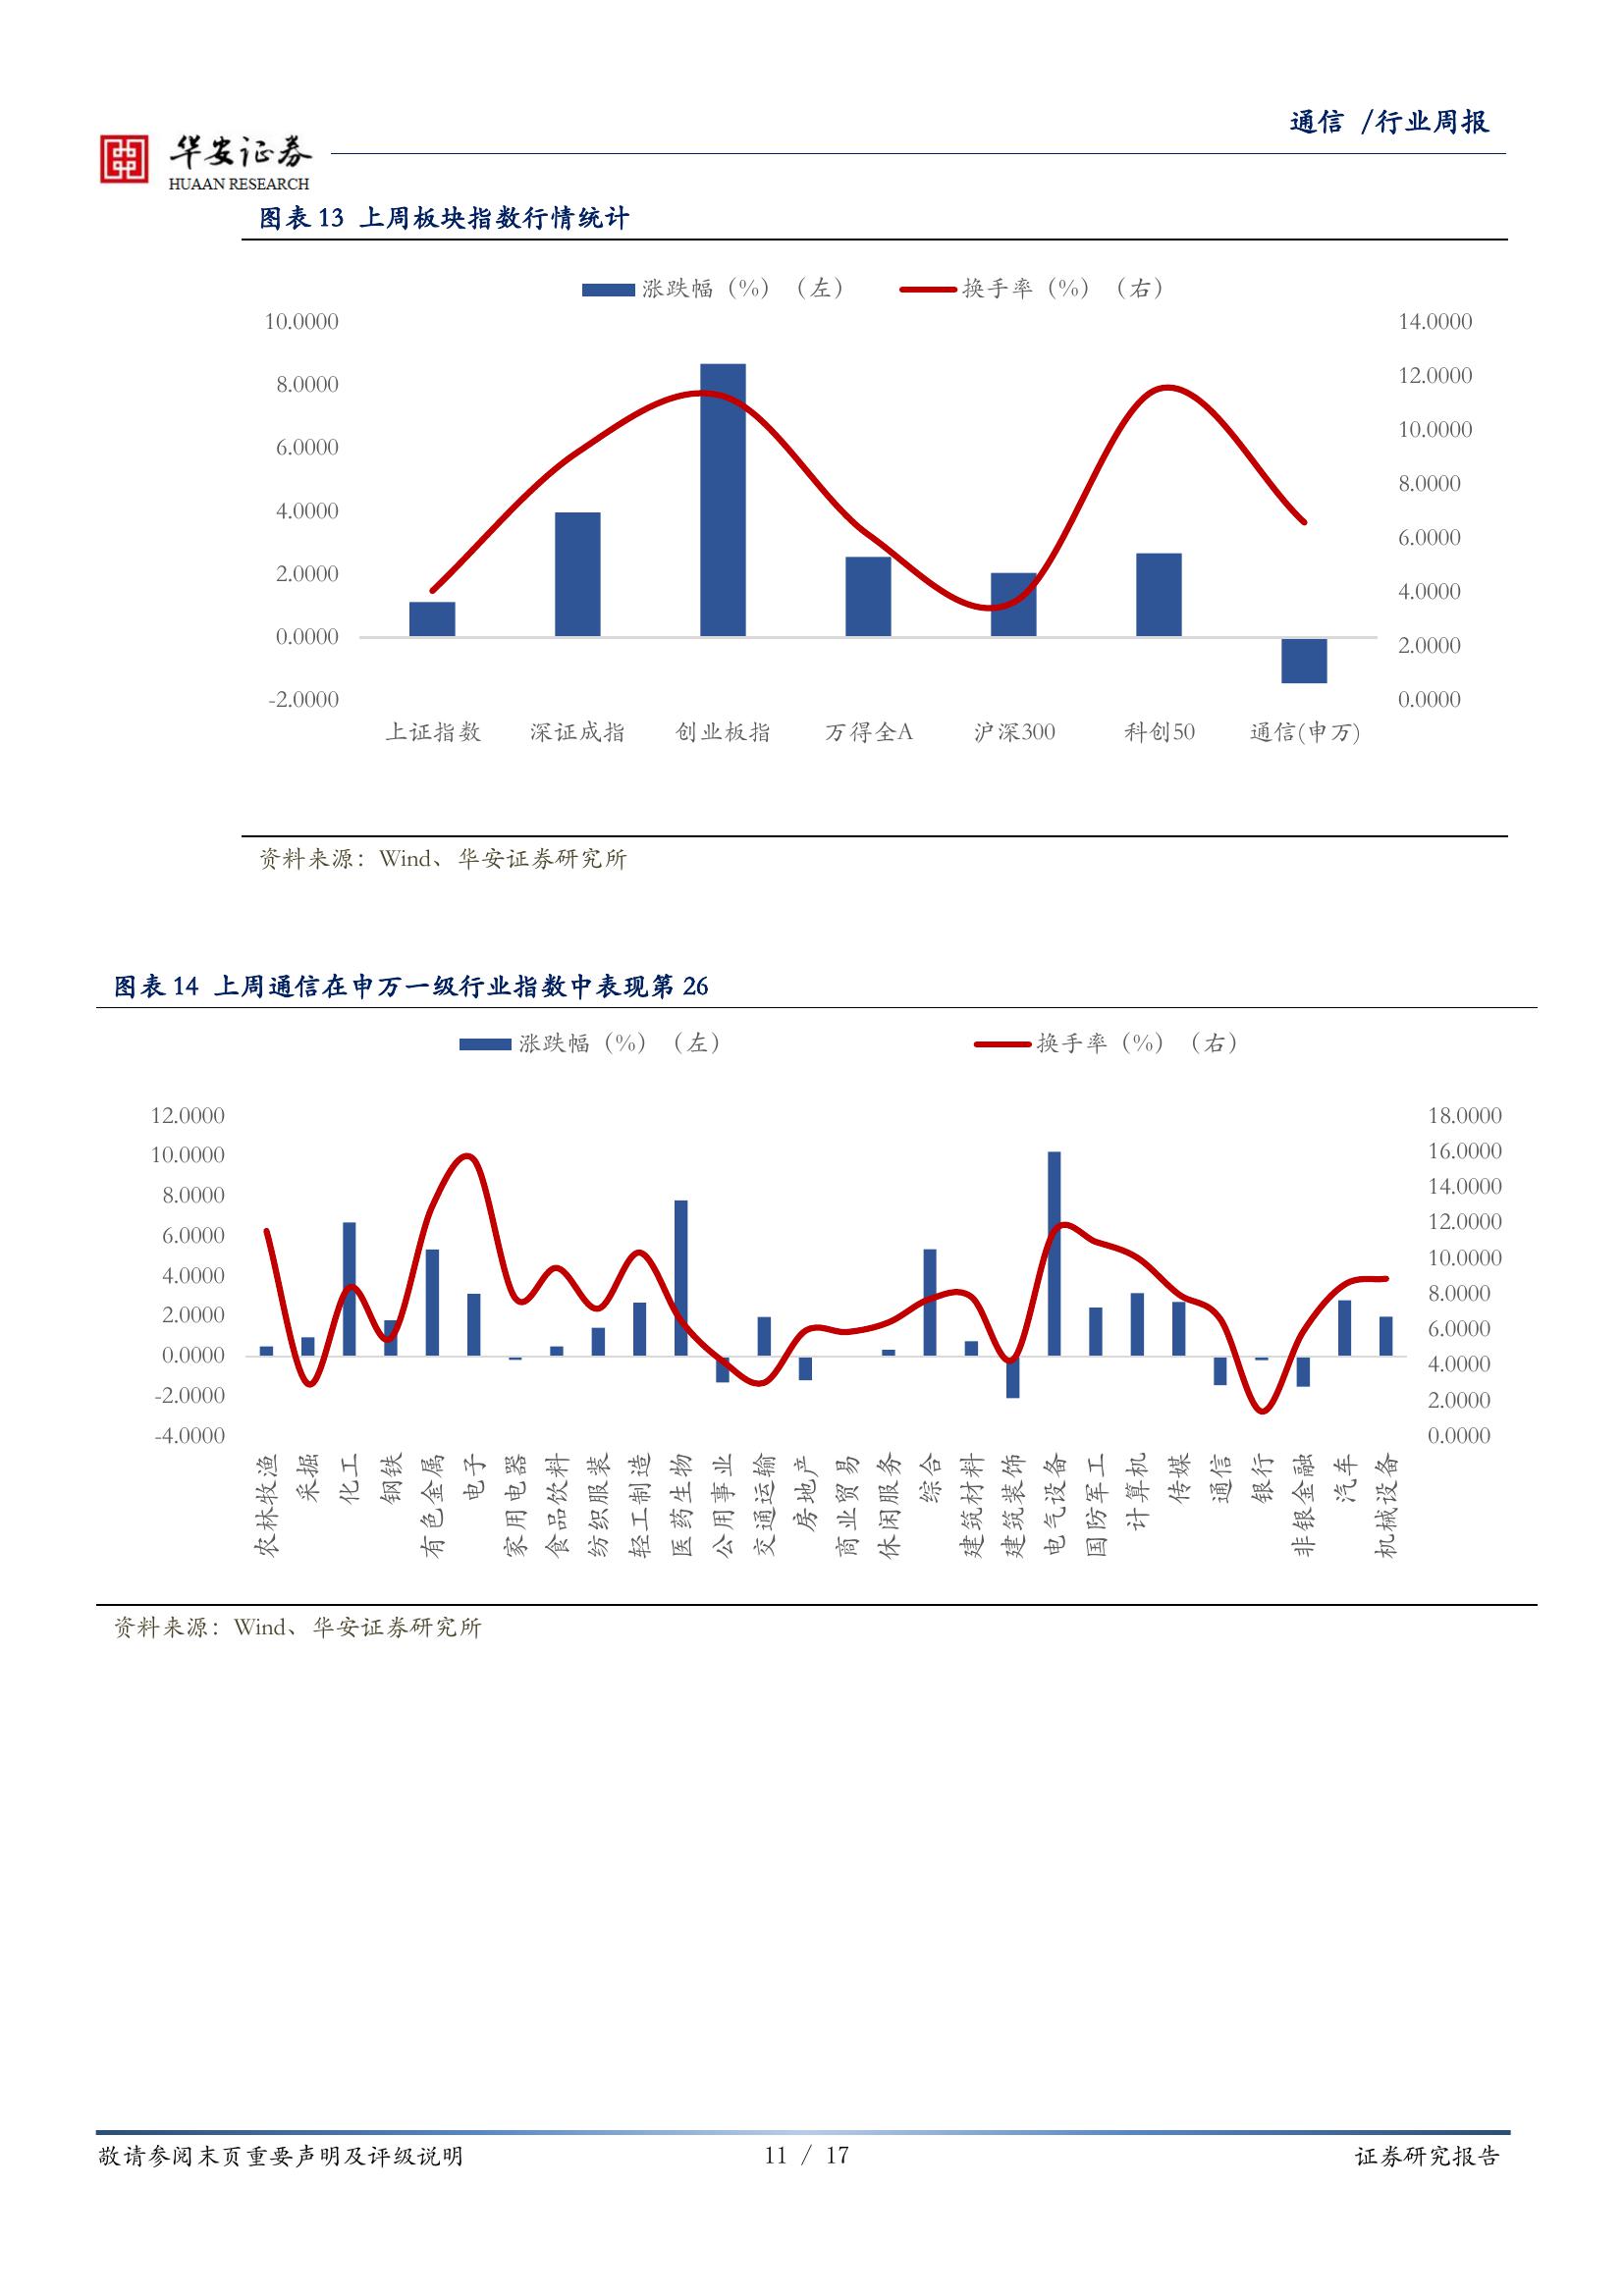 通信 /行业周报
华安证券
HUAAN RESEARCH
图表 13 上周板块指数行情统计
涨跌幅（%）（左） 换手率（%）（右）
10.0000 14.0000
8.0000 12.0000
6.0000 10.0000
4.0000 8.0000
2.0000 6.0000
0.0000 4.0000
-2.0000 2.0000
0.0000
上证指数 深证成指 创业板指 万得全A 沪深300 科创50 通信(申万)
资料来源：Wind、华安证券研究所
图表 14 上周通信在申万一级行业指数中表现第 26
涨跌幅（%）（左） 换手率（%）（右）
12.0000 18.0000
10.0000 16.0000
8.0000 14.0000
6.0000 12.0000
4.0000 10.0000
2.0000 8.0000
0.0000 6.0000
-2.0000 4.0000
-4.0000 2.0000
0.0000
农林牧渔
采掘
化工
钢铁
有色金属
电子
家用电器
食品饮料
纺织服装
轻工制造
医药生物
公用事业
交通运输
房地产
商业贸易
休闲服务
综合
建筑材料
建筑装饰
电气设备
国防军工
计算机
传媒
通信
银行
非银金融
汽车
机械设备
资料来源：Wind、华安证券研究所
敬请参阅末页重要声明及评级说明 11 / 17 证券研究报告